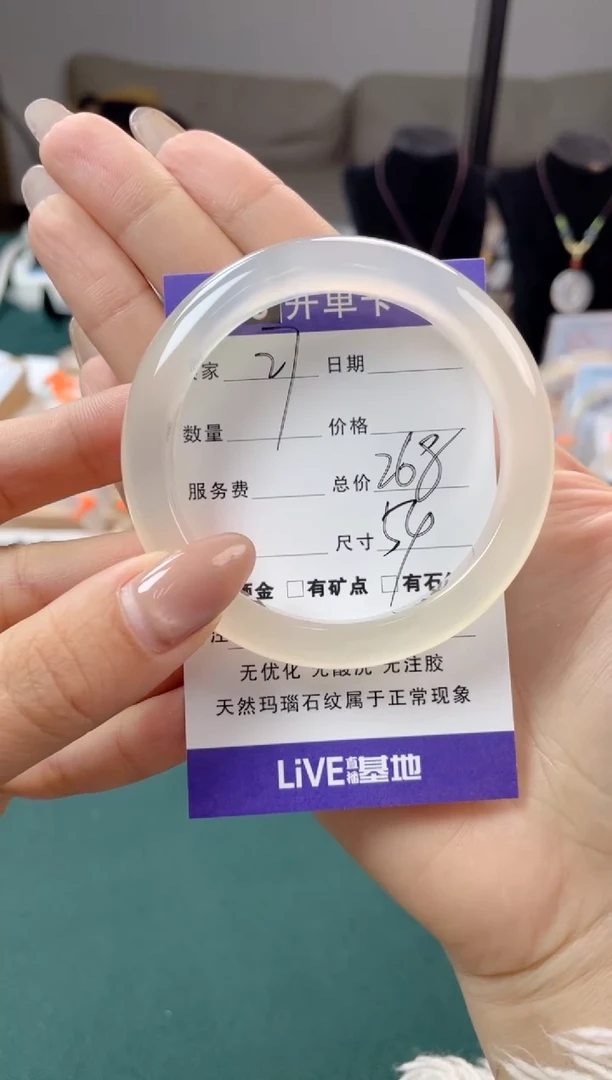 开单卡
家 27 日期
数量 价格
服务费 总价 268
尺寸 54
金 □有矿点 □有石
无优化 无酸洗 无注胶
天然玛瑙石纹属于正常现象
LiVE直播基地